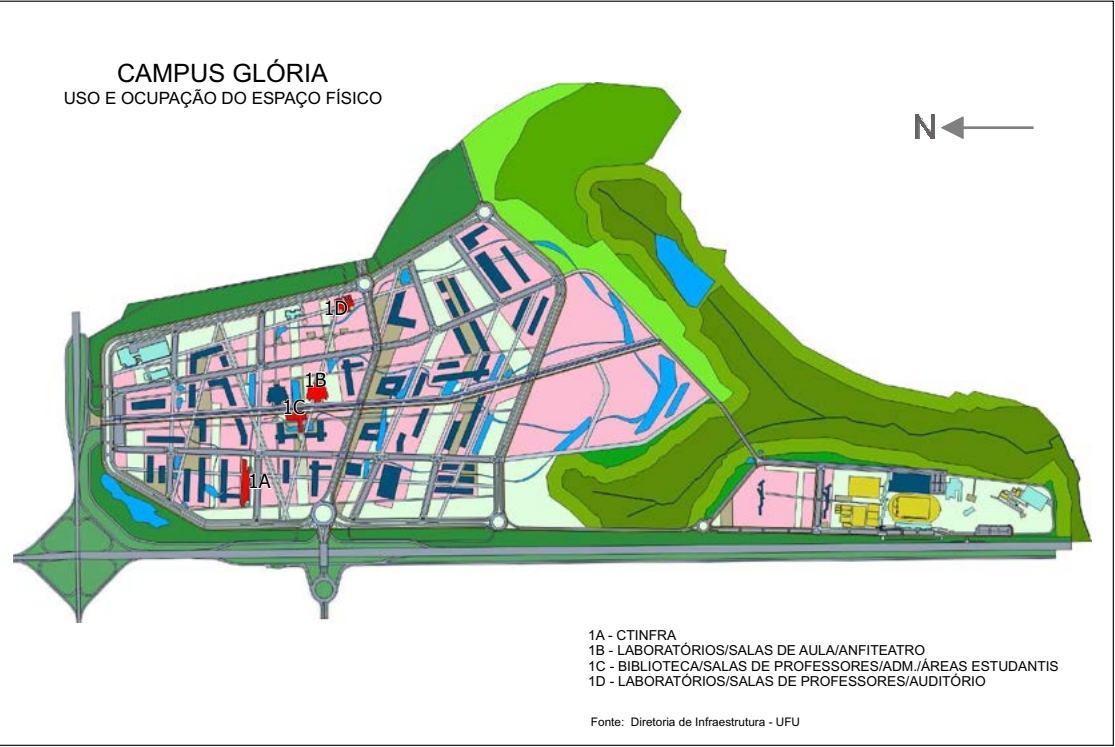 CAMPUS GLÓRIA
USO E OCUPAÇÃO DO ESPAÇO FÍSICO
N
1D
1B
1C
1A
1A - CTINFRA
1B - LABORATÓRIOS/SALAS DE AULA/ANFITEATRO
1C - BIBLIOTECA/SALAS DE PROFESSORES/ADM./ÁREAS ESTUDANTIS
1D - LABORATÓRIOS/SALAS DE PROFESSORES/AUDITÓRIO
Fonte: Diretoria de Infraestrutura - UFU